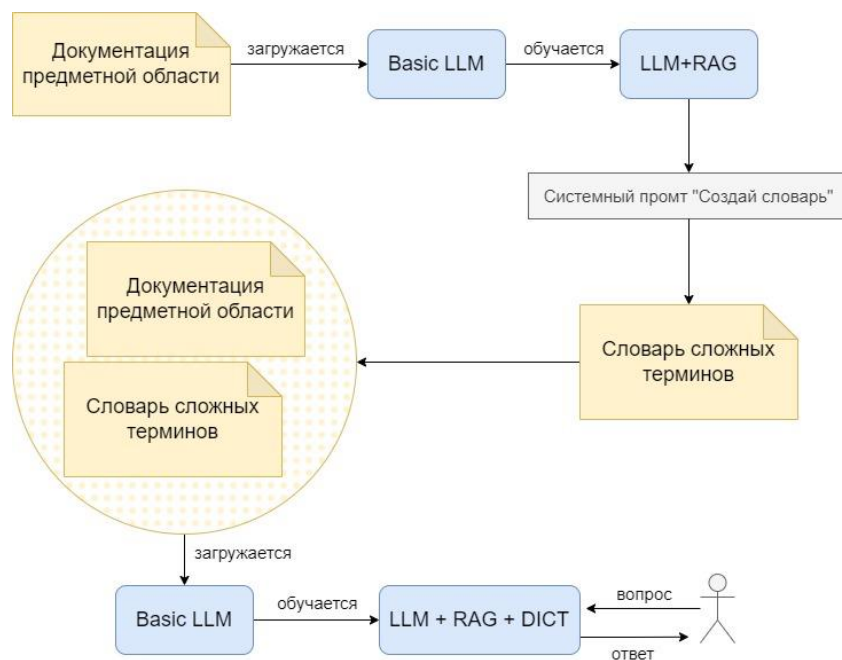 Документация
предметной области
загружается
Basic LLM
обучается
LLM+RAG
Системный промт "Создай словарь"
Документация
предметной области
Словарь сложных
терминов
Словарь сложных
терминов
загружается
Basic LLM
обучается
LLM + RAG + DICT
вопрос
ответ